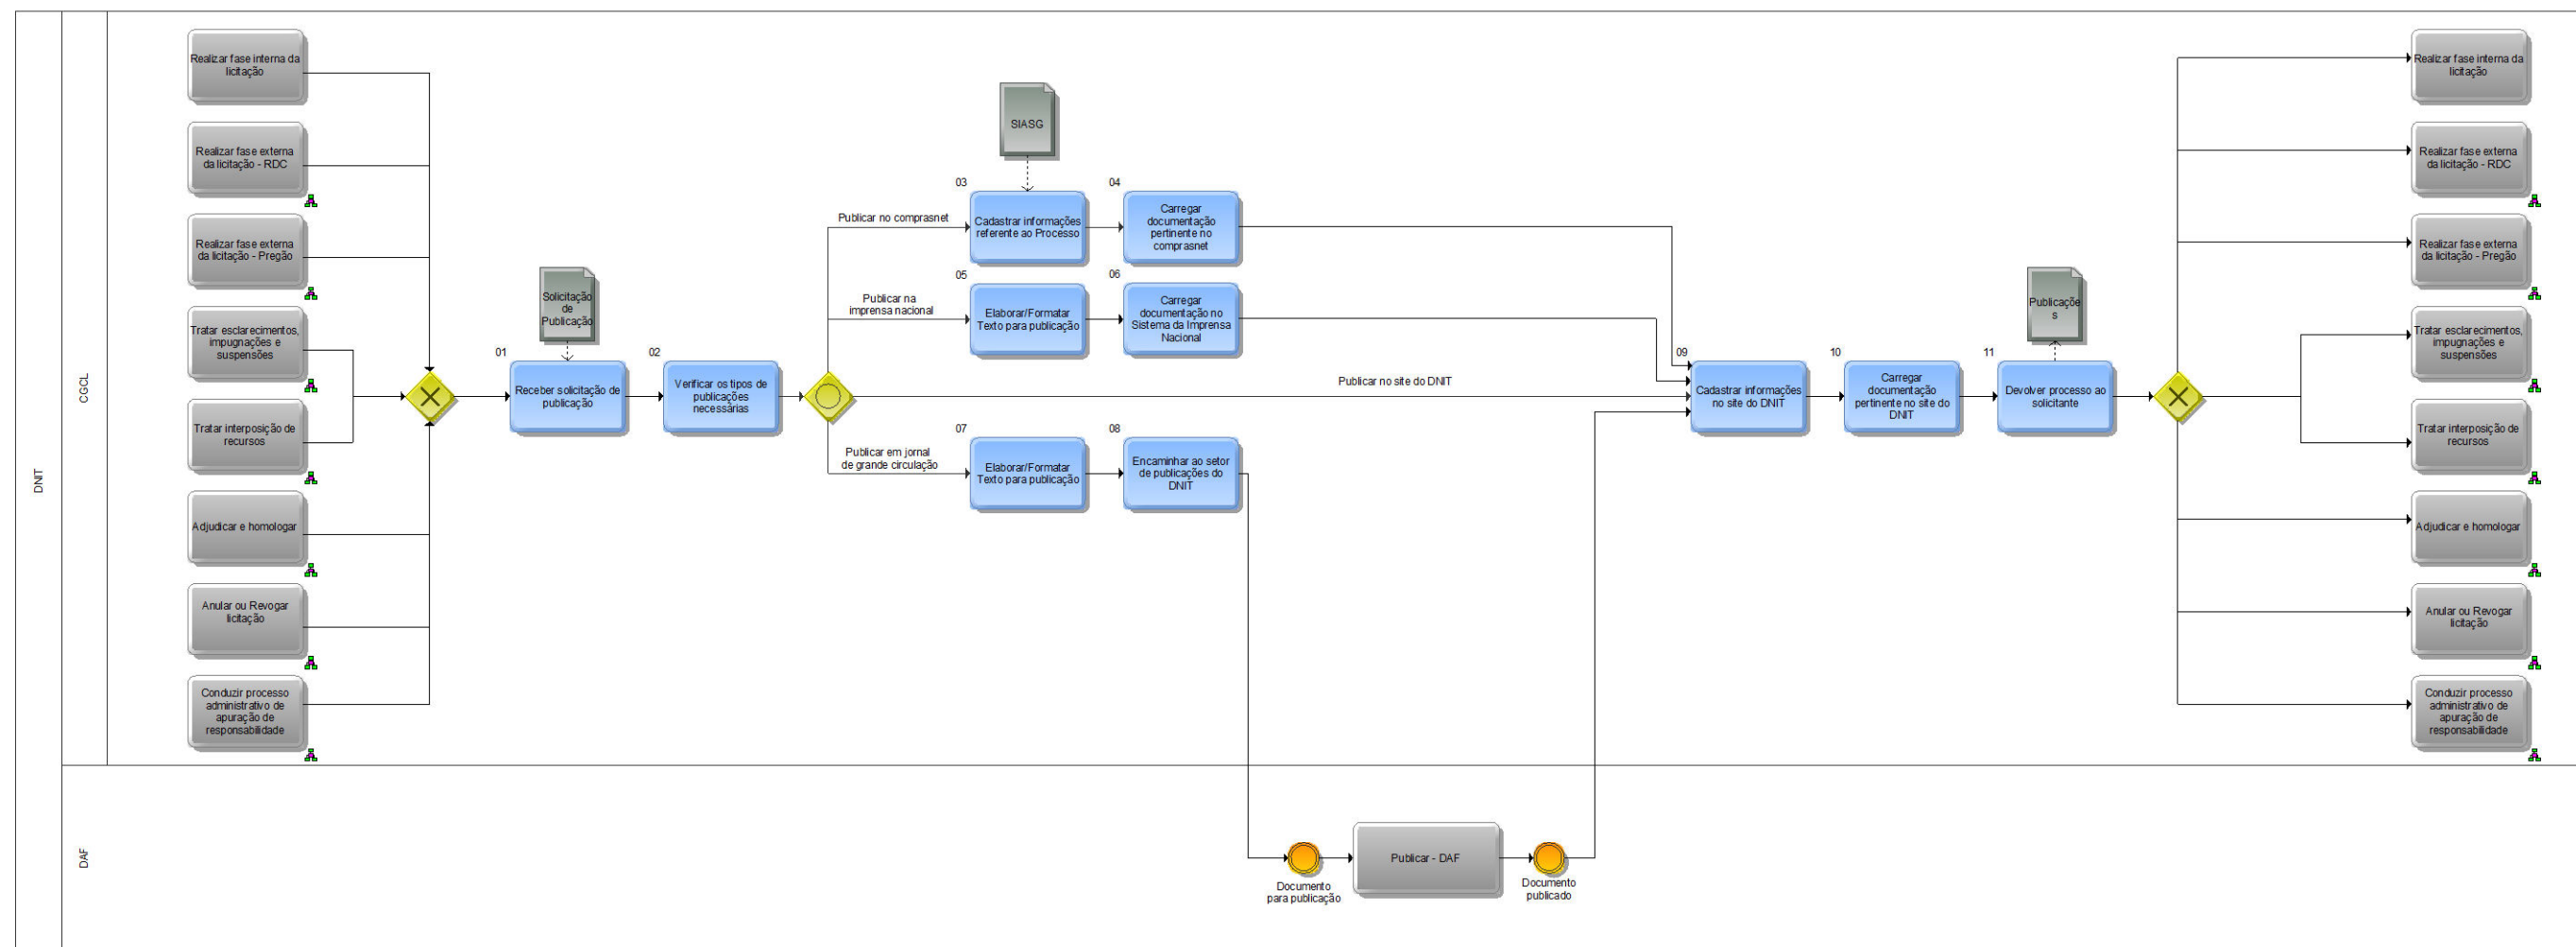 DNIT
CGCL
DAF
Realizar fase interna da
licitação
Realizar fase externa
da licitação - RDC
Realizar fase externa
da licitação - Pregão
Tratar esclarecimentos,
impugnações e
suspensões
Tratar interposição de
recursos
Adjudicar e homologar
Anular ou Revogar
licitação
Conduzir processo
administrativo de
apuração de
responsabilidade
Solicitação
de
Publicação
01
Receber solicitação de
publicação
02
Verificar os tipos de
publicações
necessárias
Publicar no comprasnet
SIASG
03
Cadastrar informações
referente ao Processo
04
Carregar
documentação
pertinente no
comprasnet
Publicar na
imprensa nacional
05
Elaborar/Formatar
Texto para publicação
06
Carregar
documentação no
Sistema da Imprensa
Nacional
Publicar no site do DNIT
Publicar em jornal
de grande circulação
07
Elaborar/Formatar
Texto para publicação
08
Encaminhar ao setor
de publicações do
DNIT
Documento
para publicação
Publicar - DAF
Documento
publicado
09
Cadastrar informações
no site do DNIT
10
Carregar
documentação
pertinente no site do
DNIT
11
Devolver processo ao
solicitante
Publicaçõe
s
Realizar fase interna da
licitação
Realizar fase externa
da licitação - RDC
Realizar fase externa
da licitação - Pregão
Tratar esclarecimentos,
impugnações e
suspensões
Tratar interposição de
recursos
Adjudicar e homologar
Anular ou Revogar
licitação
Conduzir processo
administrativo de
apuração de
responsabilidade